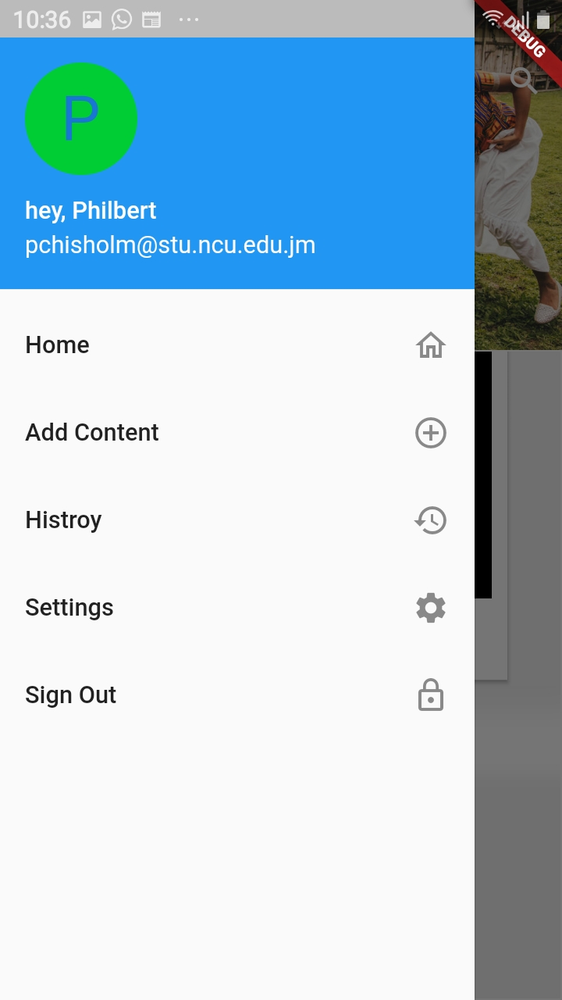 10:36
DEBUG
P
hey, Philbert
pchisholm@stu.ncu.edu.jm
Home
Add Content
Histroy
Settings
Sign Out